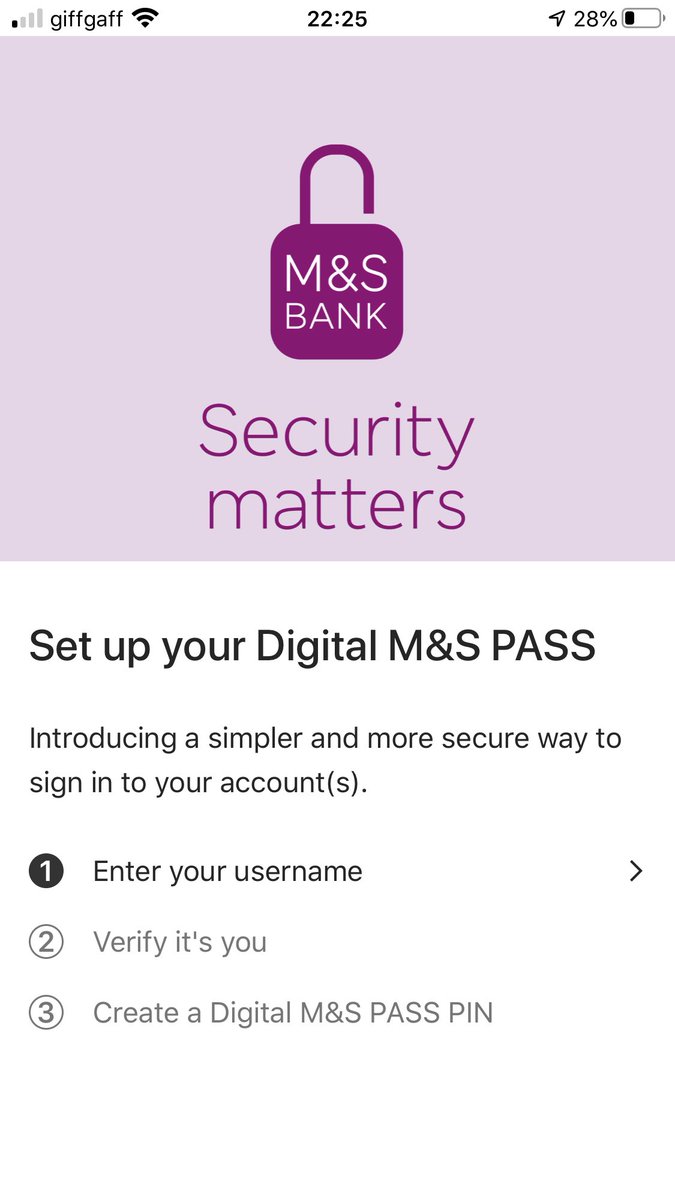 giffgaff 22:25 28%
M&S
BANK
Security
matters
Set up your Digital M&S PASS
Introducing a simpler and more secure way to
sign in to your account(s).
1 Enter your username
2 Verify it's you
3 Create a Digital M&S PASS PIN